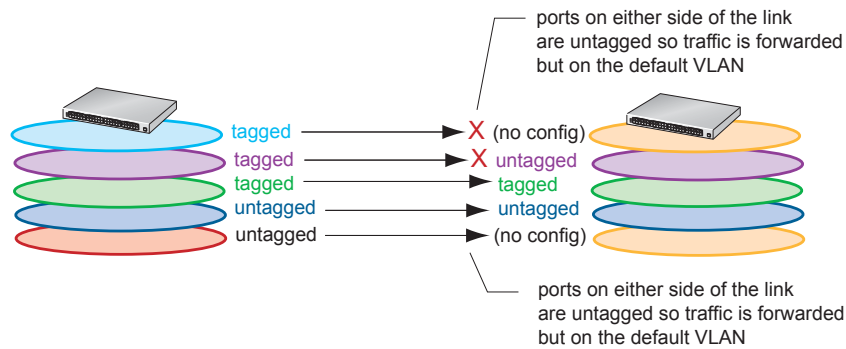 ports on either side of the link
are untagged so traffic is forwarded
but on the default VLAN
tagged X (no config)
tagged X untagged
tagged tagged
untagged untagged
untagged (no config)
ports on either side of the link
are untagged so traffic is forwarded
but on the default VLAN